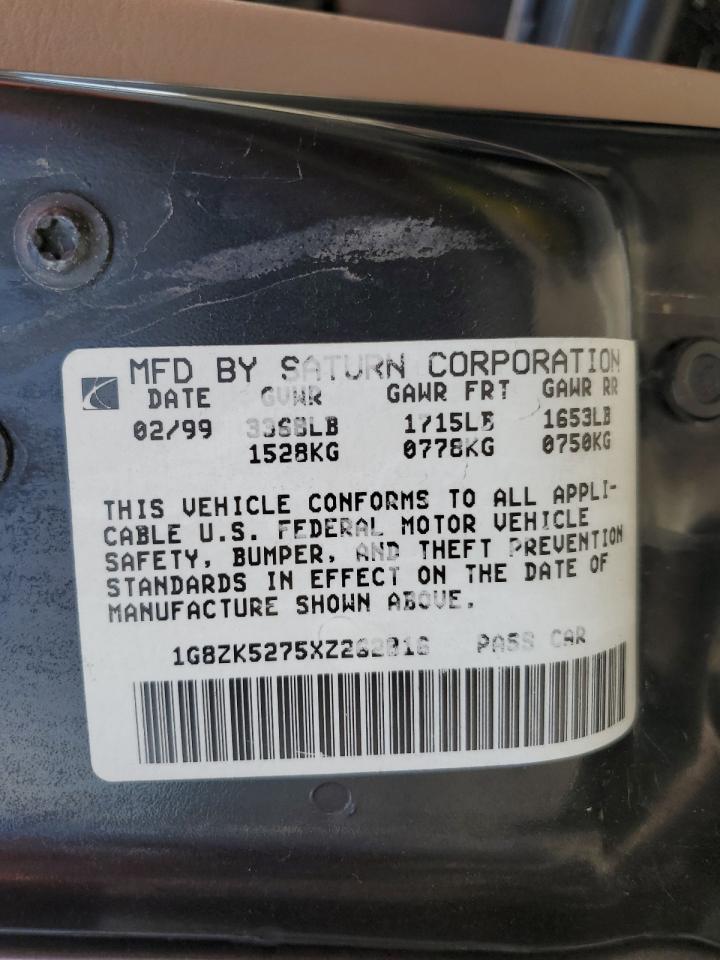 MFD BY SATURN CORPORATION
DATE GVWR GAWR FRT GAWR RR
02/99 3368LB 1715LB 1653LB
1528KG 0778KG 0750KG
THIS VEHICLE CONFORMS TO ALL APPLI-
CABLE U.S. FEDERAL MOTOR VEHICLE
SAFETY, BUMPER, AND THEFT PREVENTION
STANDARDS IN EFFECT ON THE DATE OF
MANUFACTURE SHOWN ABOVE.
PASS CAR